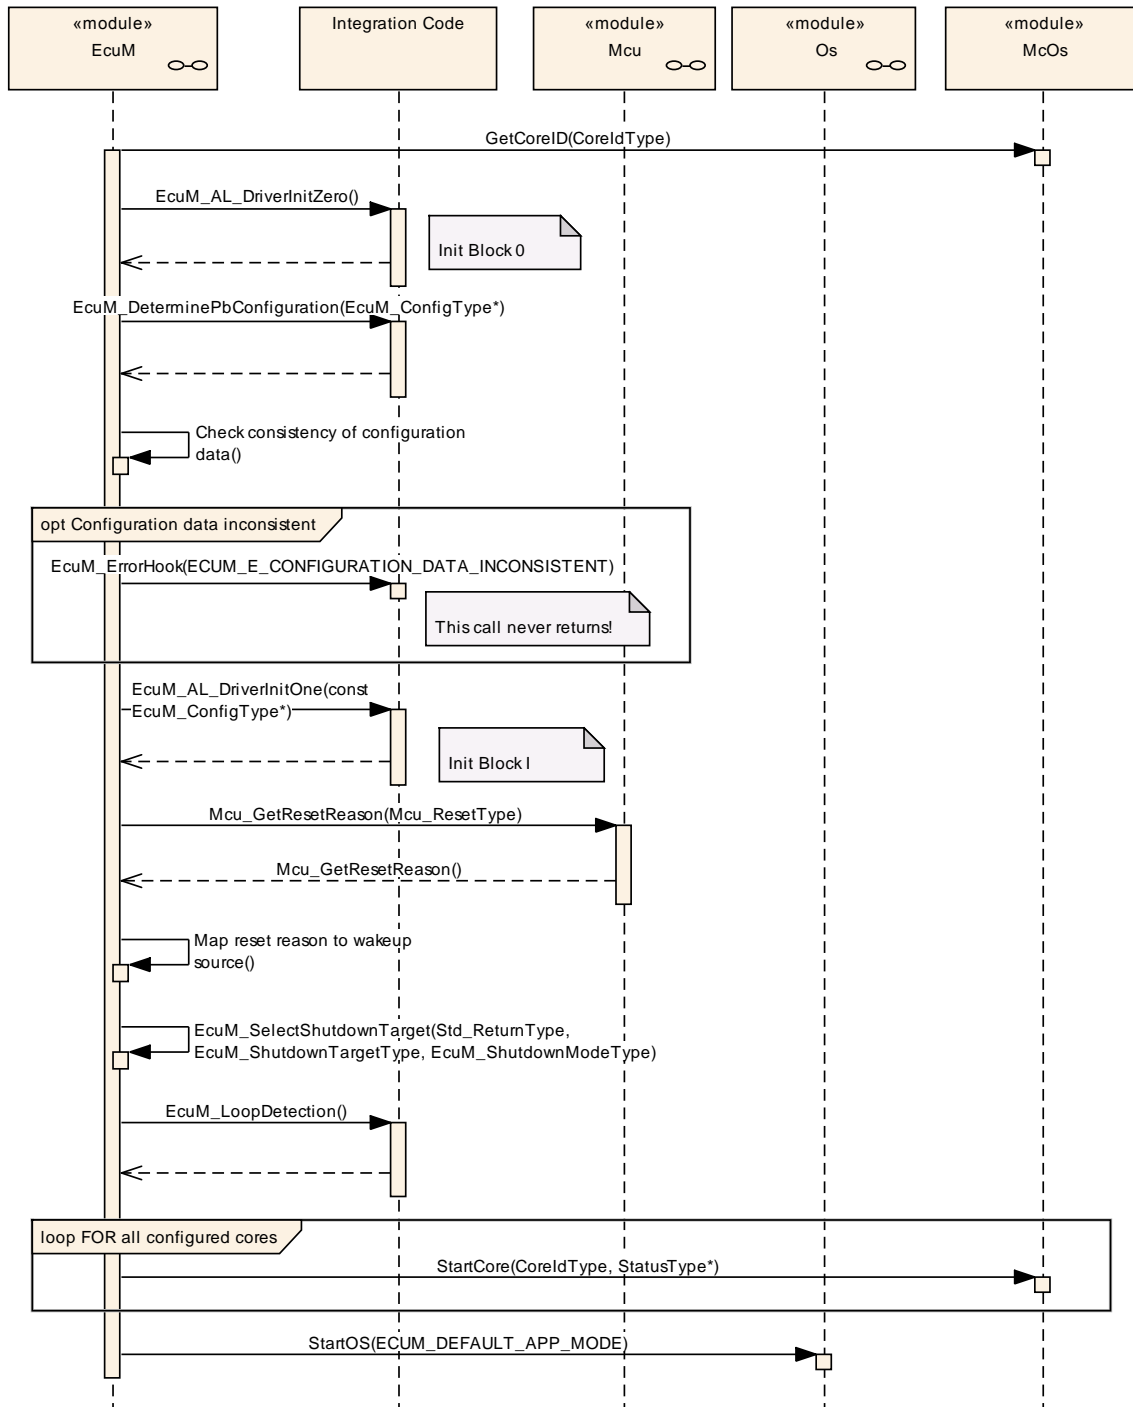 «module»
EcuM
Integration Code
«module»
Mcu
«module»
Os
«module»
McOs
GetCoreID(CoreIdType)
EcuM_AL_DriverInitZero()
Init Block 0
EcuM_DeterminePbConfiguration(EcuM_ConfigType*)
Check consistency of configuration
data()
opt Configuration data inconsistent
EcuM_ErrorHook(ECUM_E_CONFIGURATION_DATA_INCONSISTENT)
This call never returns!
EcuM_AL_DriverInitOne(const
EcuM_ConfigType*)
Init Block I
Mcu_GetResetReason(Mcu_ResetType)
Mcu_GetResetReason()
Map reset reason to wakeup
source()
EcuM_SelectShutdownTarget(Std_ReturnType,
EcuM_ShutdownTargetType, EcuM_ShutdownModeType)
EcuM_LoopDetection()
loop FOR all configured cores
StartCore(CoreIdType, StatusType*)
StartOS(ECUM_DEFAULT_APP_MODE)